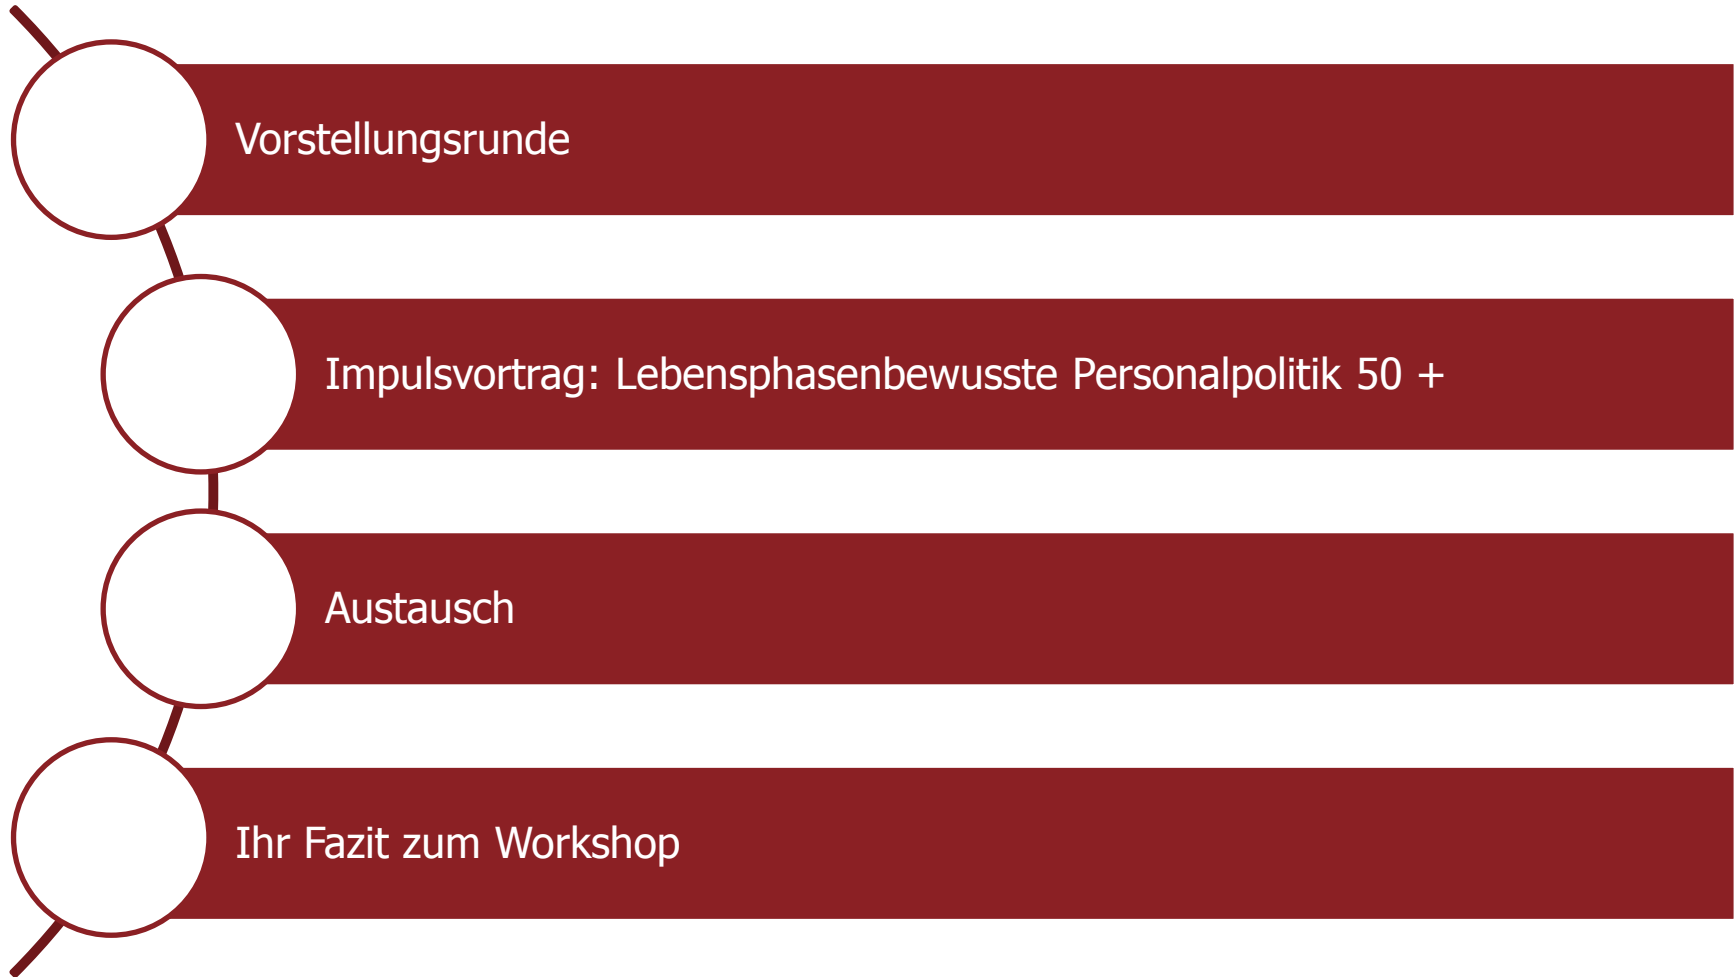 Vorstellungsrunde
Impulsvortrag: Lebensphasenbewusste Personalpolitik 50 +
Austausch
Ihr Fazit zum Workshop